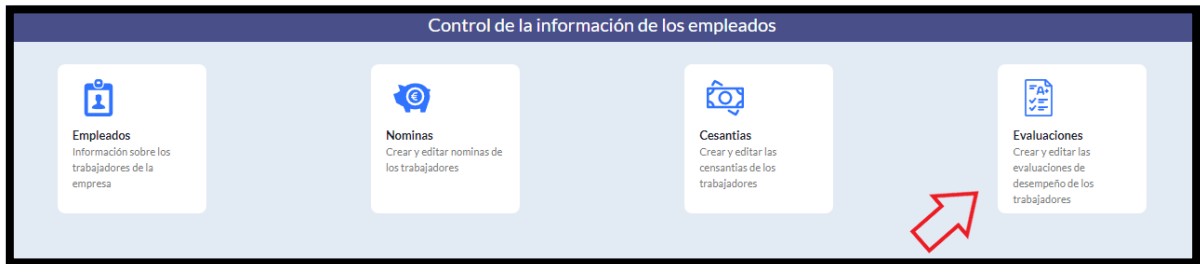 Control de la información de los empleados
Empleados
Información sobre los
trabajadores de la
empresa
Nominas
Crear y editar nominas de
los trabajadores
Cesantias
Crear y editar las
censantias de los
trabajadores
A+
Evaluaciones
Crear y editar las
evaluaciones de
desempeño de los
trabajadores